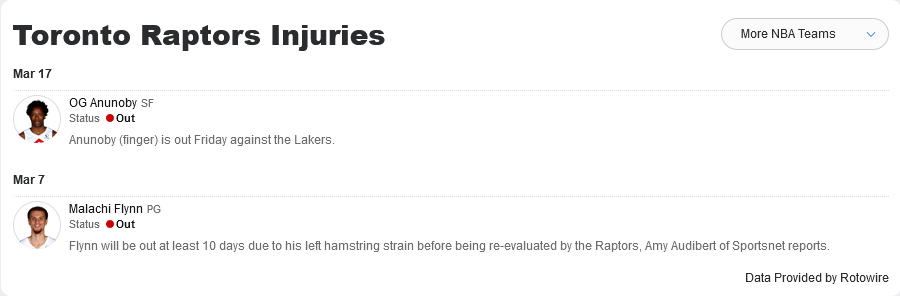 Toronto Raptors Injuries
More NBA Teams
Mar 17
OG Anunoby SF
Status Out
Anunoby (finger) is out Friday against the Lakers.
Mar 7
Malachi Flynn PG
Status Out
Flynn will be out at least 10 days due to his left hamstring strain before being re-evaluated by the Raptors, Amy Audibert of Sportsnet reports.
Data Provided by Rotowire